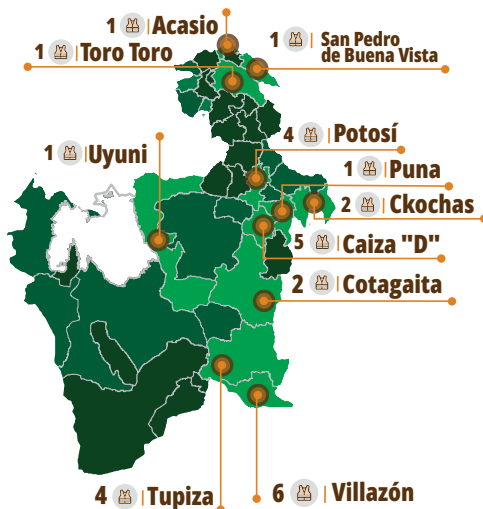 1 Acasio
1 San Pedro
de Buena Vista
1 Toro Toro
4 Potosí
1 Uyuni
1 Puna
2 Ckochas
5 Caiza "D"
2 Cotagaita
4 Tupiza
6 Villazón